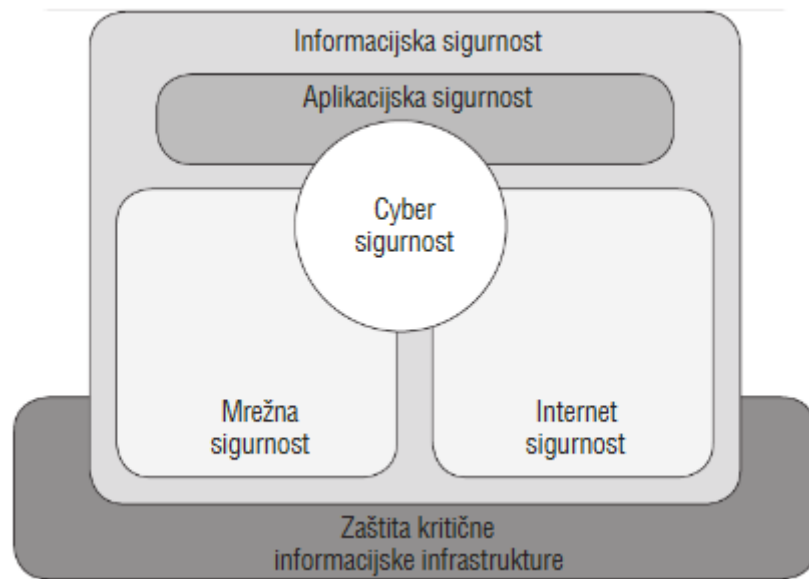 Informacijska sigurnost
Aplikacijska sigurnost
Cyber
sigurnost
Mrežna
sigurnost
Internet
sigurnost
Zaštita kritične
informacijske infrastrukture